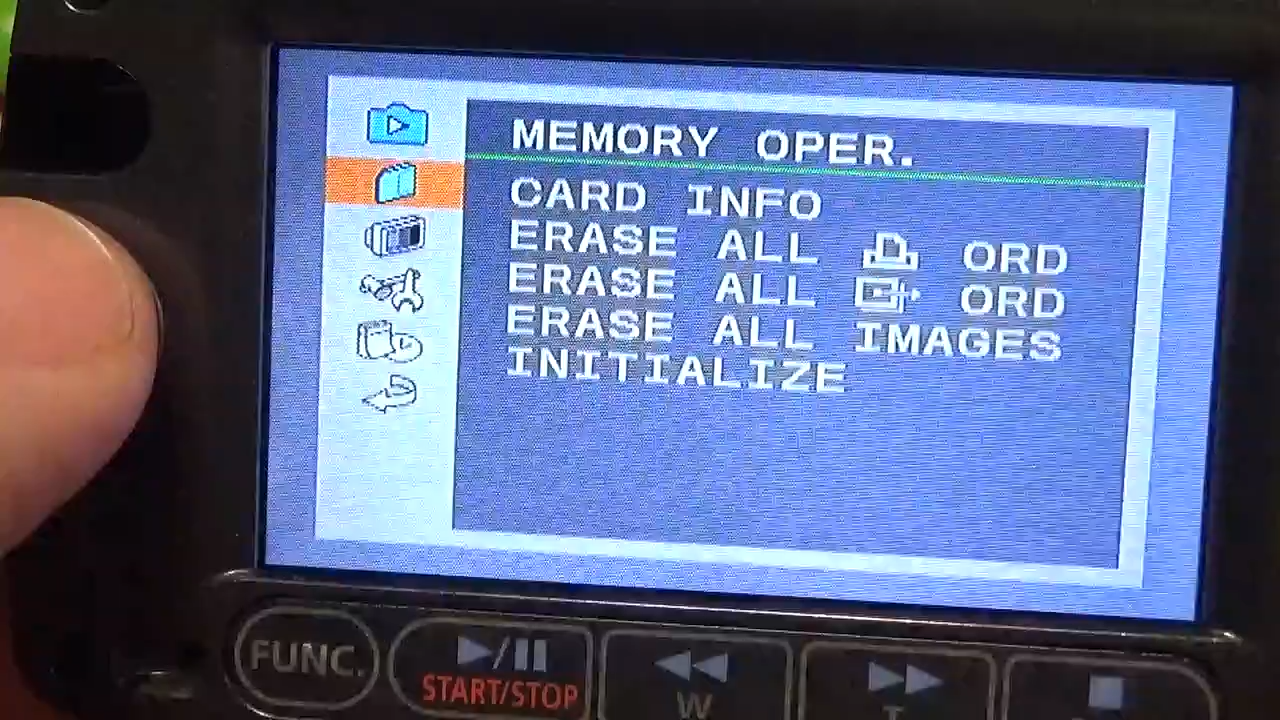 MEMORY OPER.
CARD INFO
ERASE ALL ORD
ERASE ALL ORD
ERASE ALL IMAGES
INITIALIZE
FUNC.
START/STOP
W
T